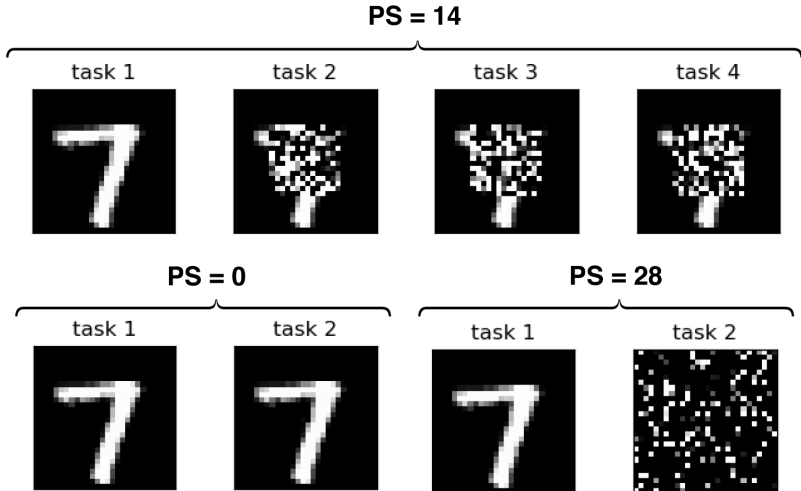 PS = 14
task 1 task 2 task 3 task 4
PS = 0 PS = 28
task 1 task 2 task 1 task 2